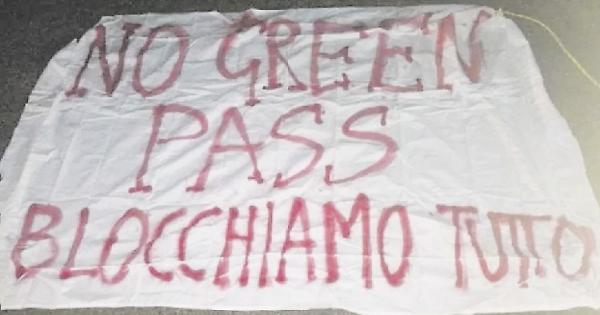 NO GREEN
PASS
BLOCCHIAMO TUTTO